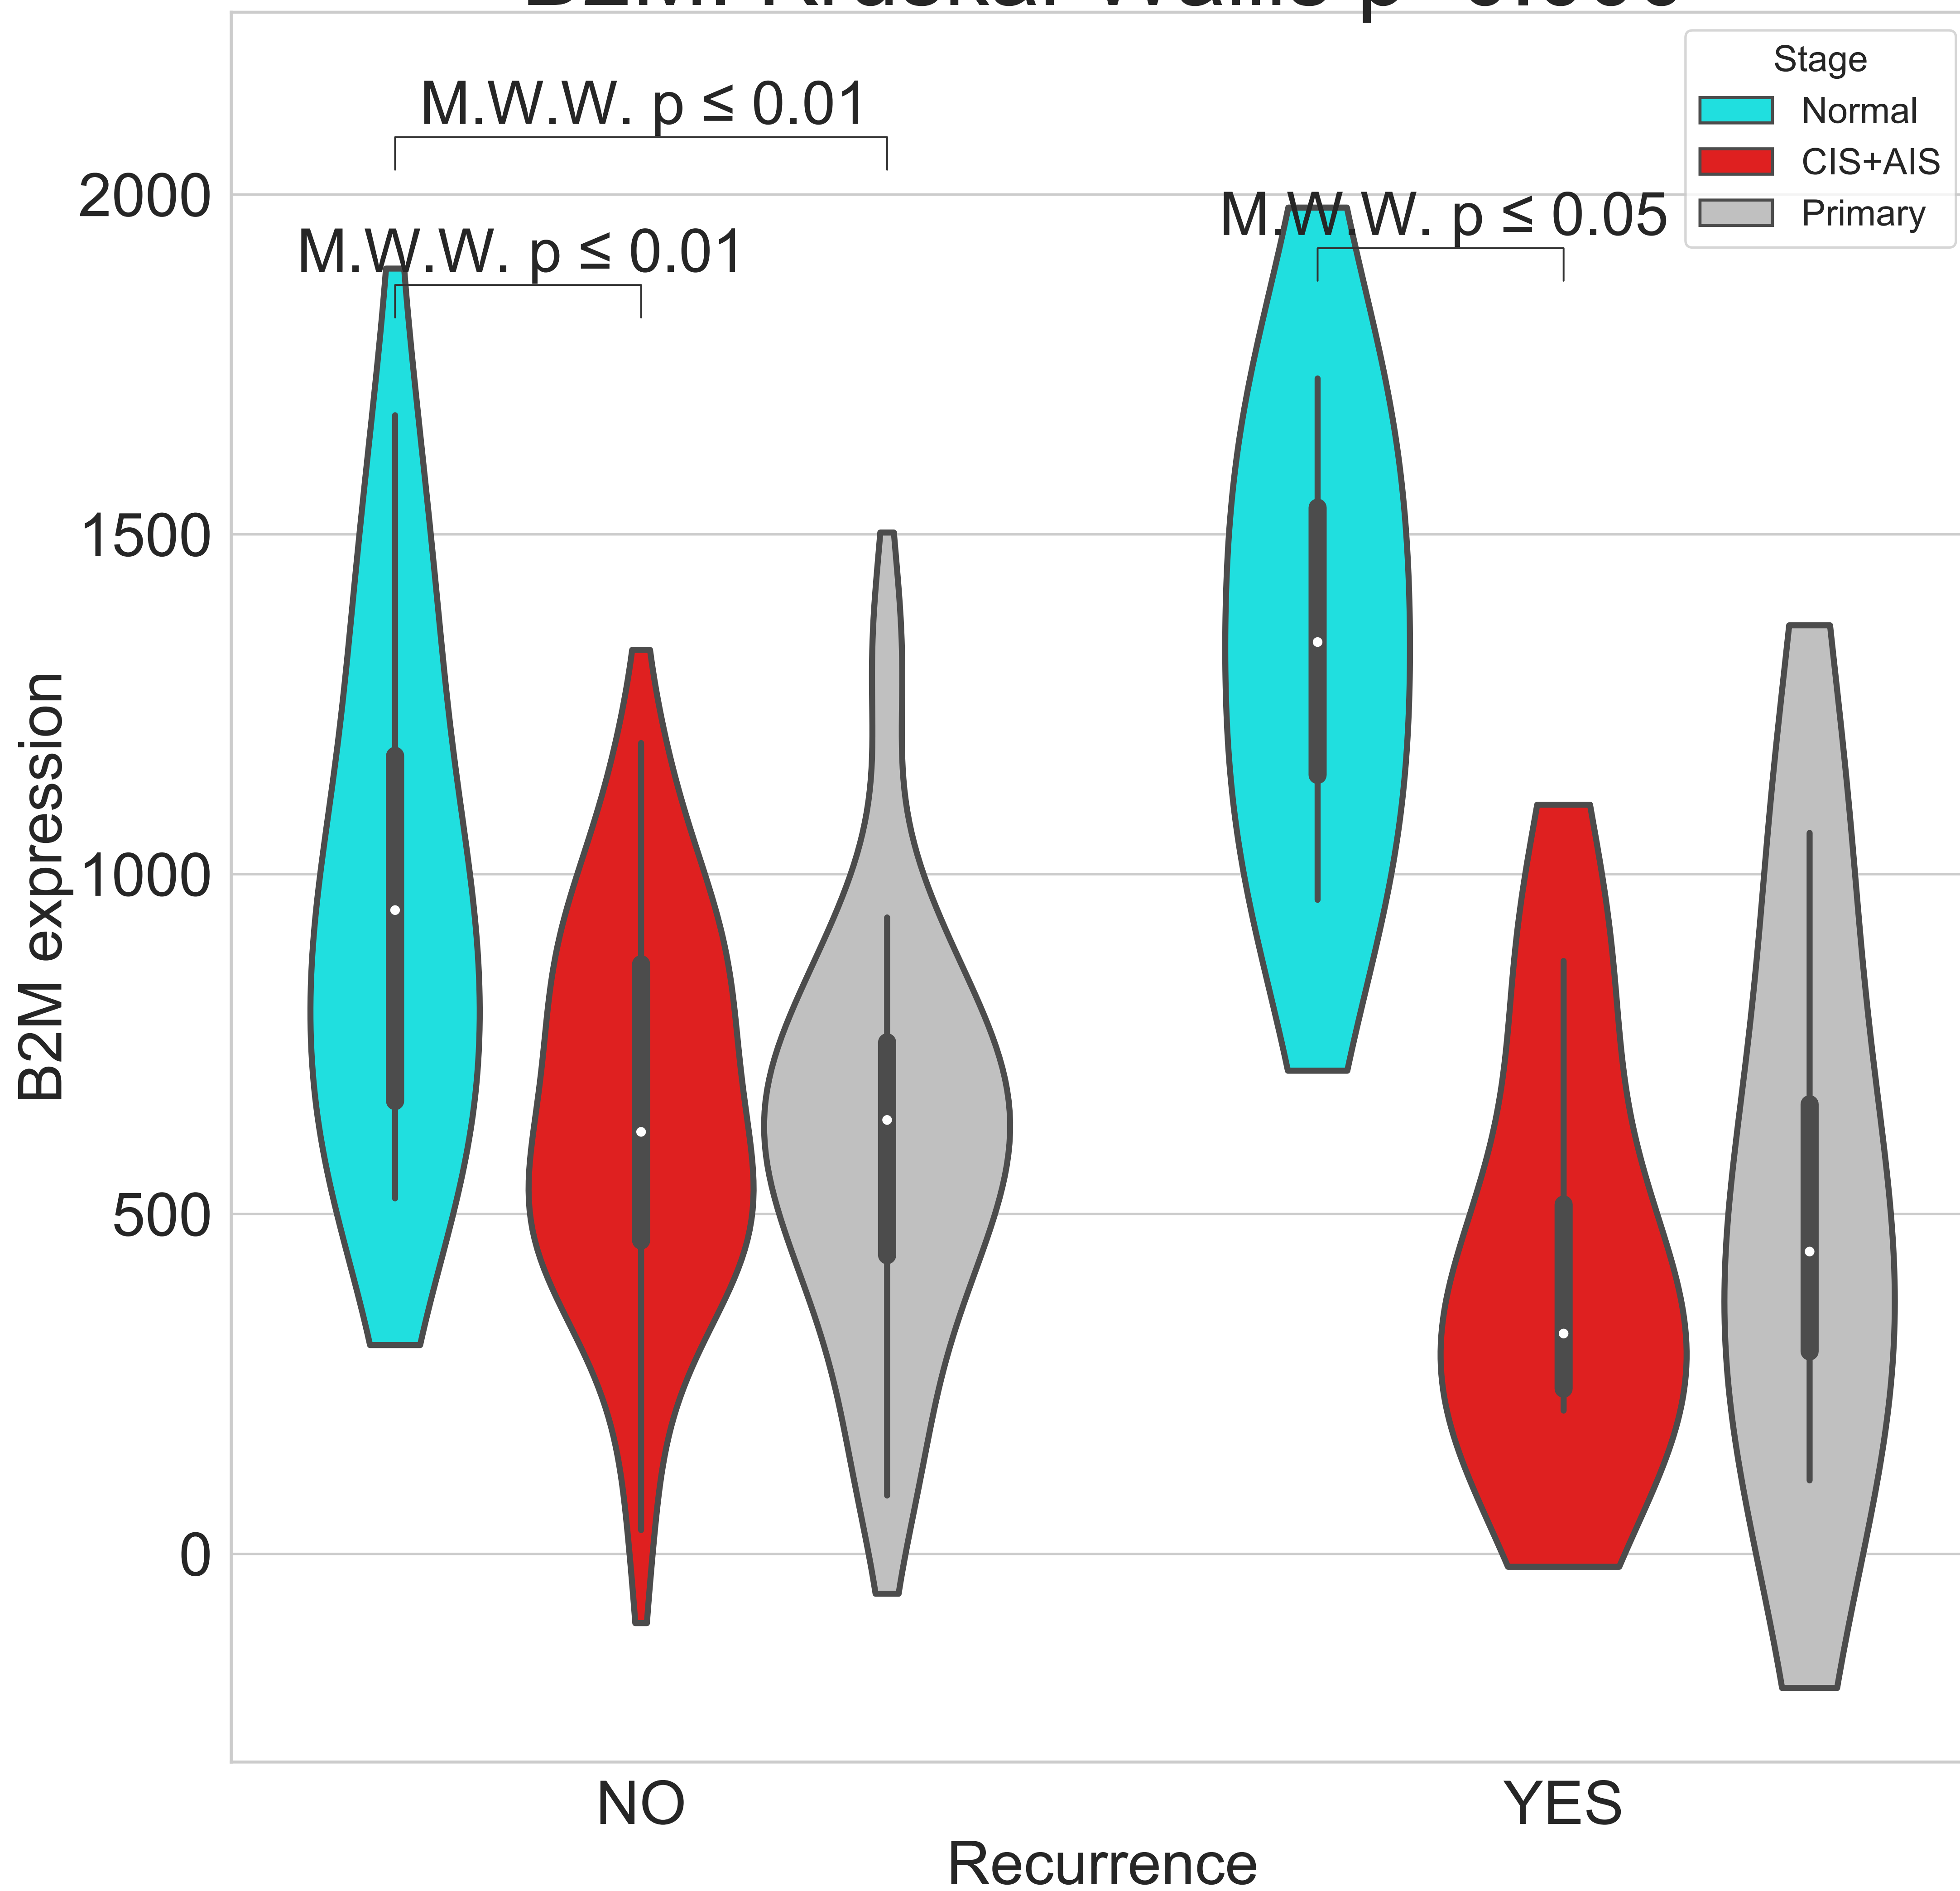 M.W.W. p ≤ 0.01
M.W.W. p ≤ 0.01
M.W.W. p ≤ 0.05
Stage
Normal
CIS+AIS
Primary
2000
1500
1000
500
0
B2M expression
NO
YES
Recurrence